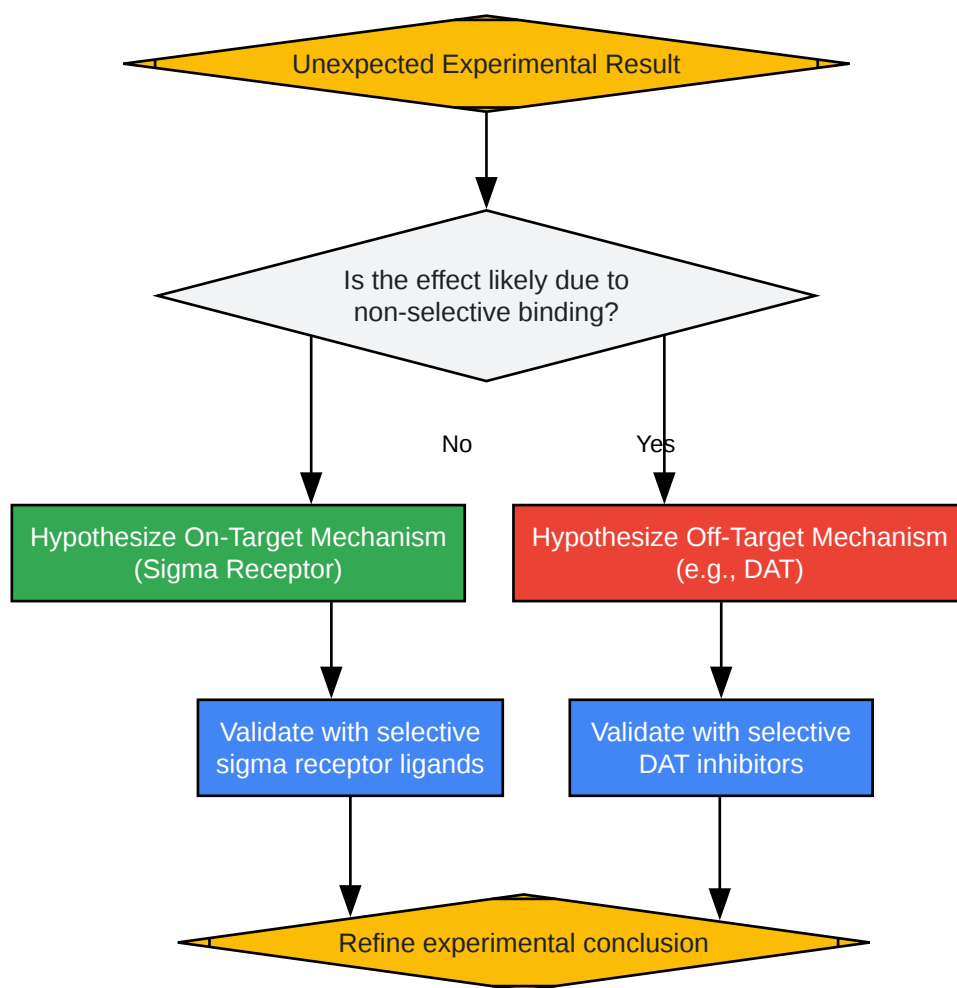 Unexpected Experimental Result
Is the effect likely due to
non-selective binding?
No
Yes
Hypothesize On-Target Mechanism
(Sigma Receptor)
Hypothesize Off-Target Mechanism
(e.g., DAT)
Validate with selective
sigma receptor ligands
Validate with selective
DAT inhibitors
Refine experimental conclusion